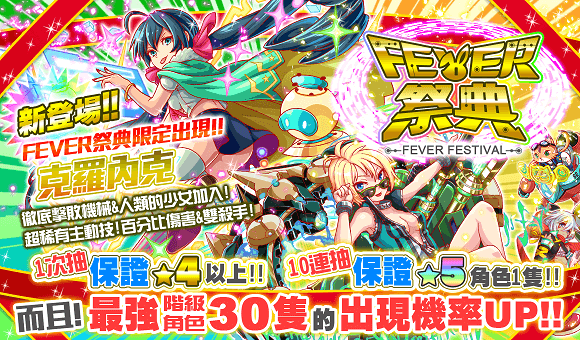 FEVER
祭典
FEVER FESTIVAL
新登場!!
FEVER祭典限定出現!!
克羅內克
徹底擊敗機械&人類的少女加入!
超稀有主動技!百分比傷害&雙殺手!
1次抽 保證★4以上!!
10連抽 保證★5角色1隻!!
而且!最強階級角色30隻的出現機率UP!!